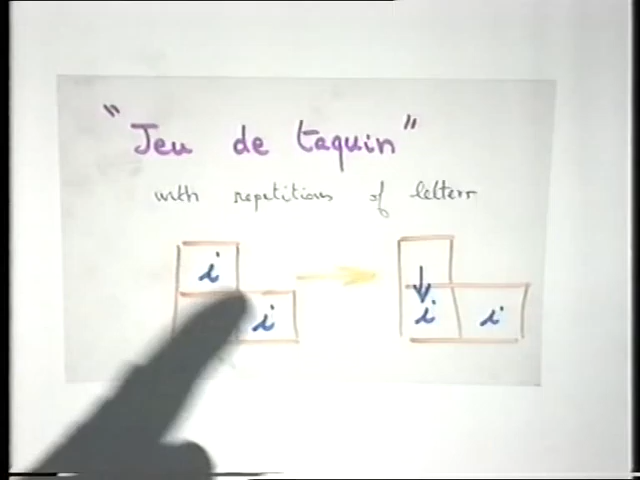 "Jeu de taquin"
with repetitions of letters
i
i
i
i